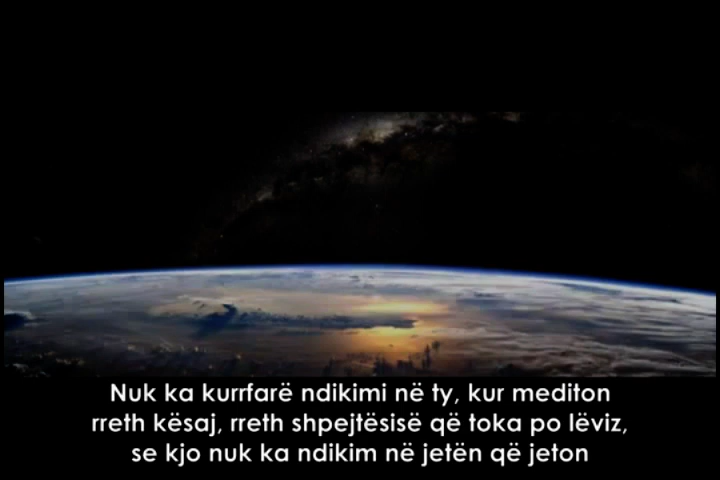 Nuk ka kurrfarë ndikimi në ty, kur mediton
rreth kësaj, rreth shpejtësisë që toka po lëviz,
se kjo nuk ka ndikim në jetën që jeton